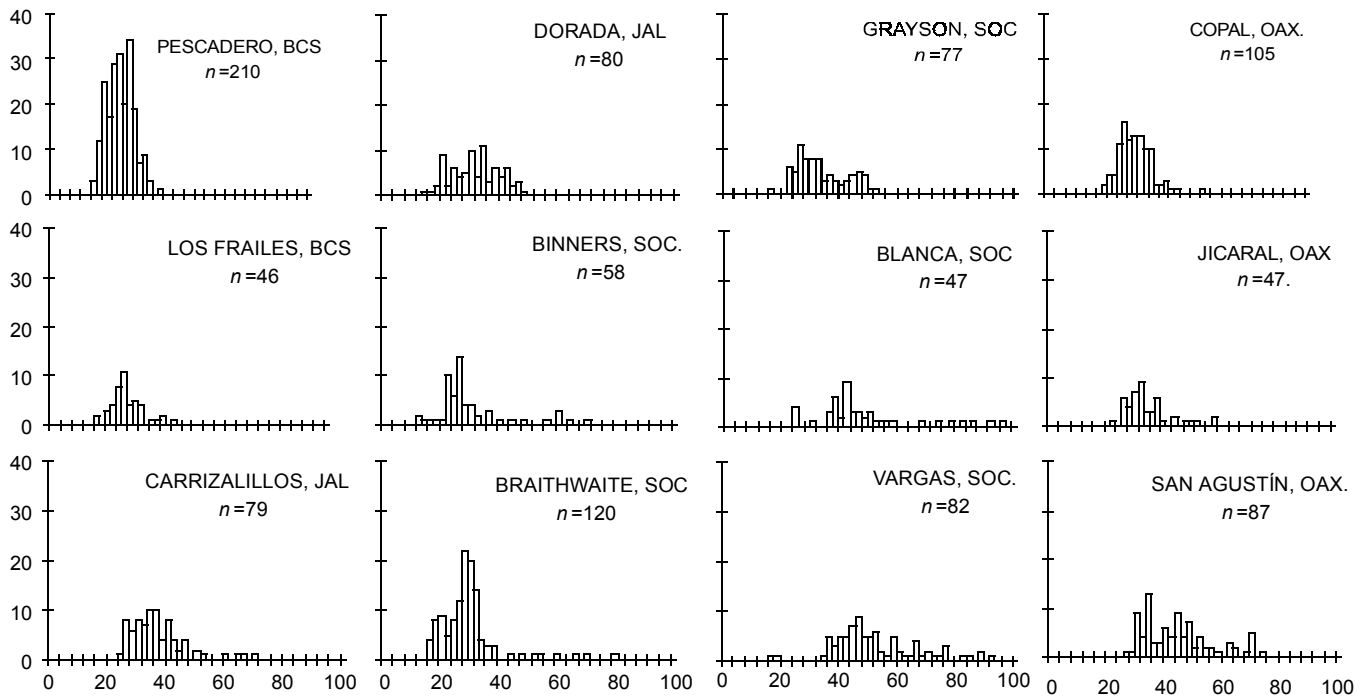 40
30
20
10
0
PESCADERO, BCS
n=210
DORADA, JAL
n=80
GRAYSON, SOC
n=77
COPAL, OAX.
n=105
40
30
20
10
0
LOS FRAILES, BCS
n=46
BINNERS, SOC.
n=58
BLANCA, SOC
n=47
JICARAL, OAX
n=47.
40
30
20
10
0
CARRIZALILLOS, JAL
n=79
BRAITHWAITE, SOC
n=120
VARGAS, SOC.
n=82
SAN AGUSTÍN, OAX.
n=87
0 20 40 60 80 100
0 20 40 60 80 100
0 20 40 60 80 100
0 20 40 60 80 100